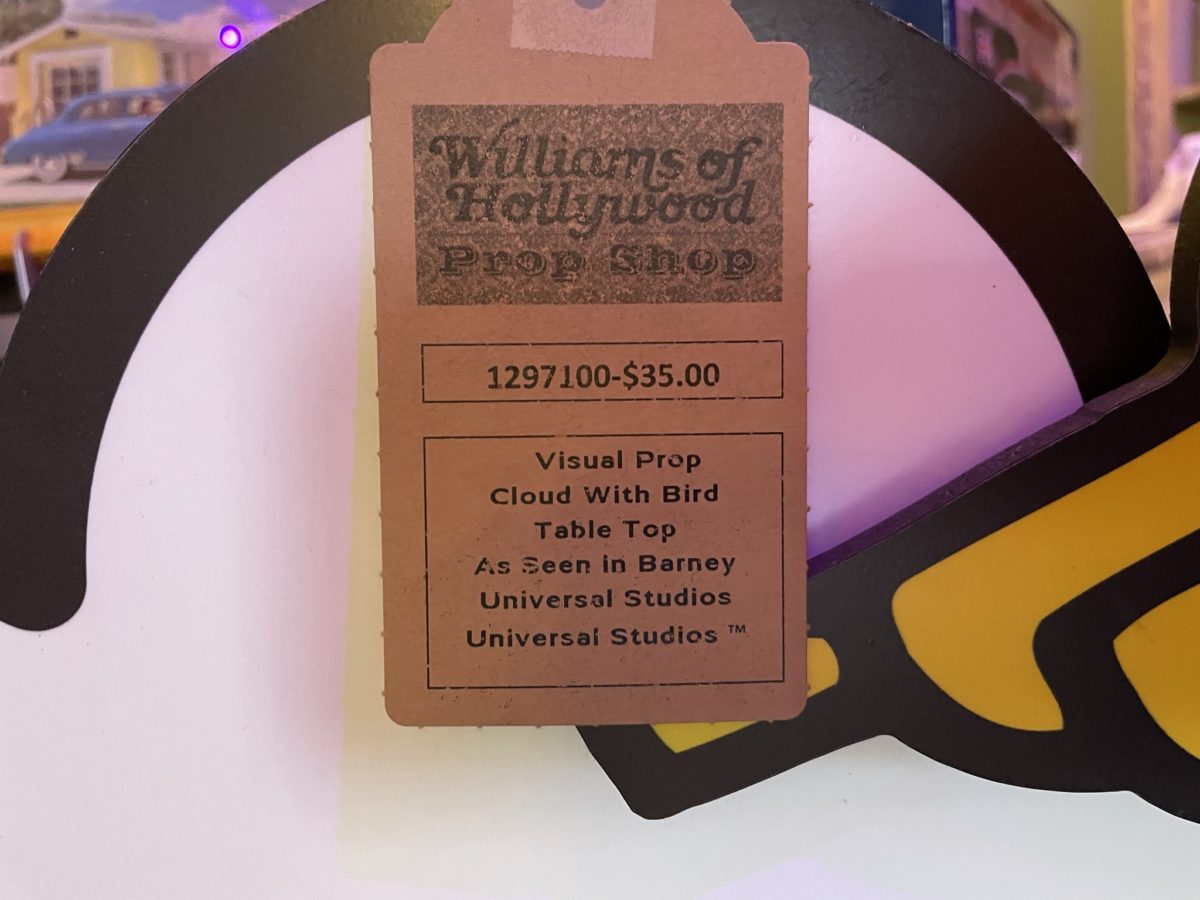 Williams of
Hollywood
Prop Shop
1297100-$35.00
Visual Prop
Cloud With Bird
Table Top
As Seen in Barney
Universal Studios
Universal Studios ™